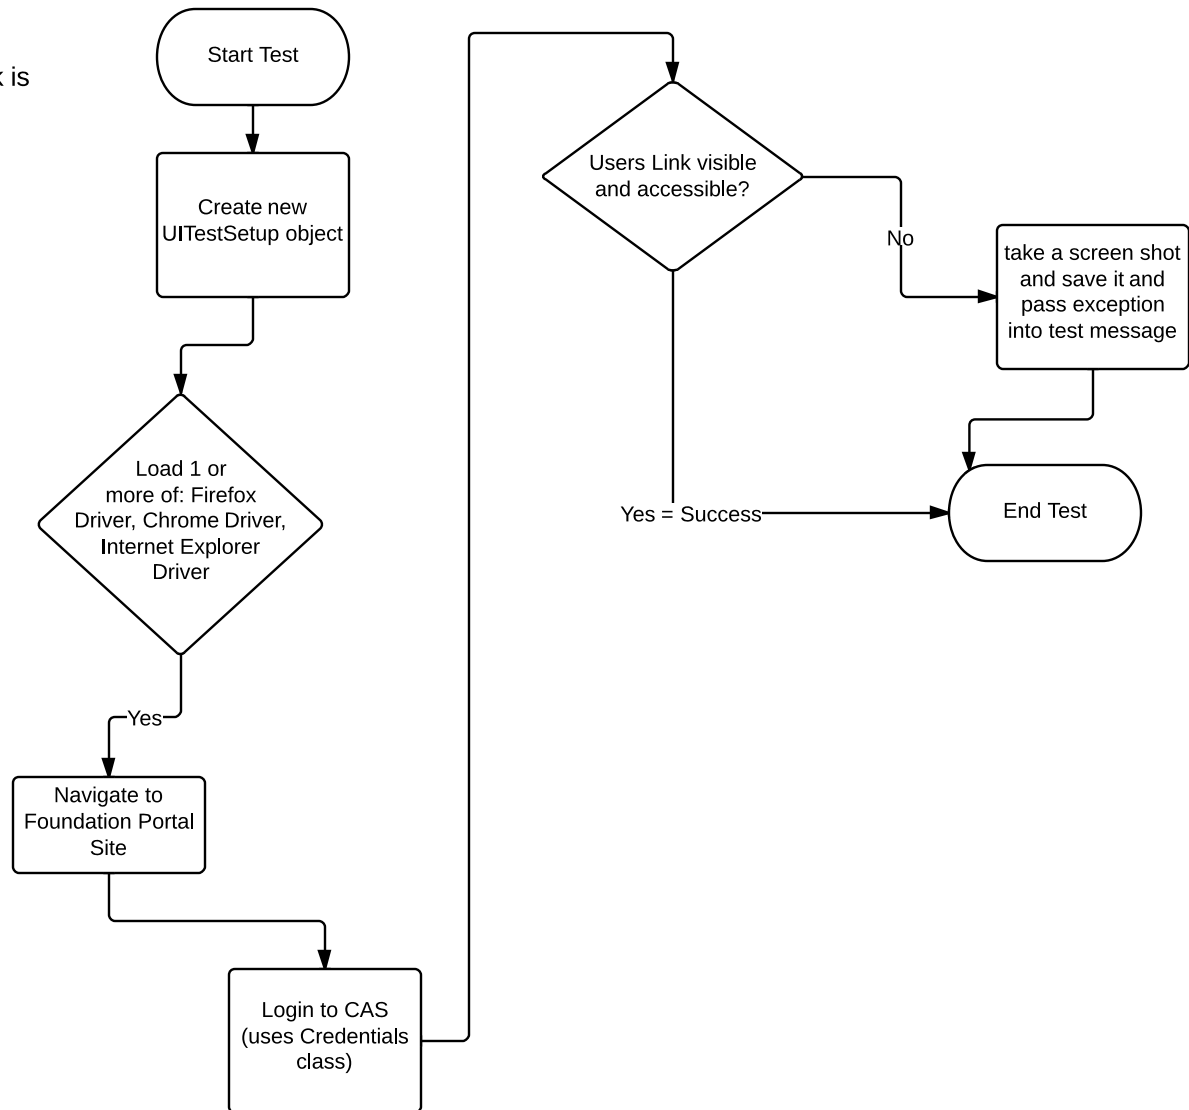 is
Start Test
Create new
UITestSetup object
Load 1 or
more of: Firefox
Driver, Chrome Driver,
Internet Explorer
Driver
Yes
Navigate to
Foundation Portal
Site
Login to CAS
(uses Credentials
class)
Users Link visible
and accessible?
No
take a screen shot
and save it and
pass exception
into test message
Yes = Success
End Test